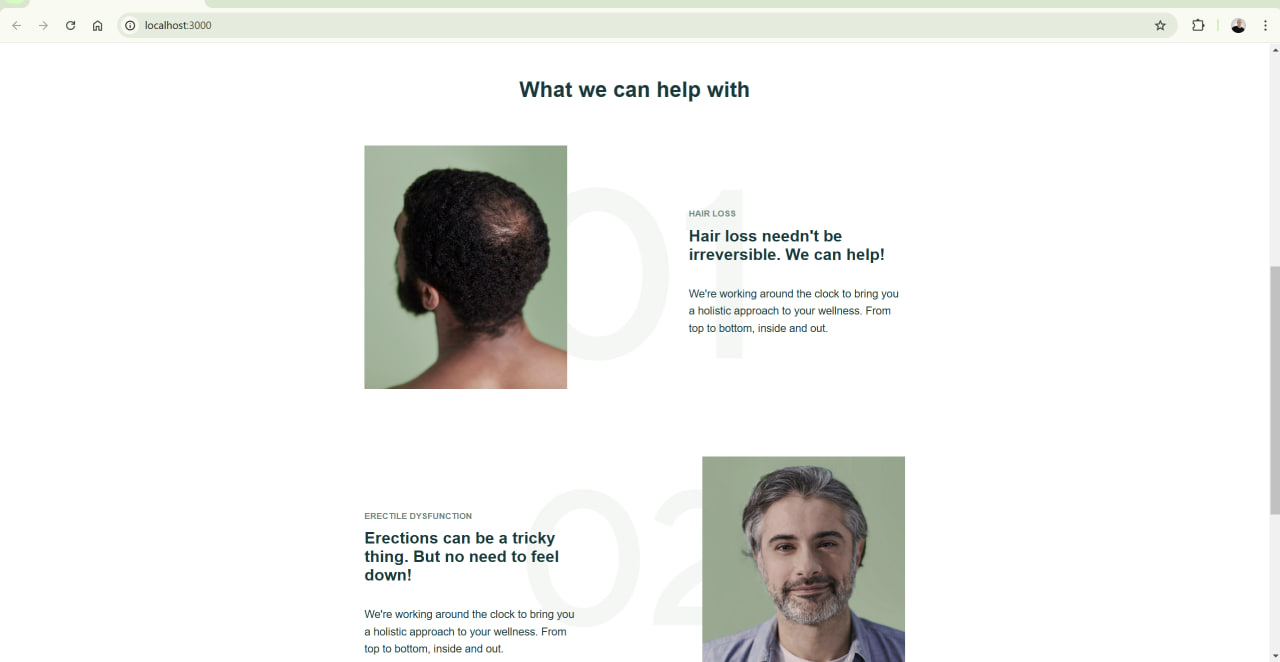 localhost:3000
What we can help with
01
HAIR LOSS
Hair loss needn't be
irreversible. We can help!
We're working around the clock to bring you
a holistic approach to your wellness. From
top to bottom, inside and out.
02
ERECTILE DYSFUNCTION
Erections can be a tricky
thing. But no need to feel
down!
We're working around the clock to bring you
a holistic approach to your wellness. From
top to bottom, inside and out.